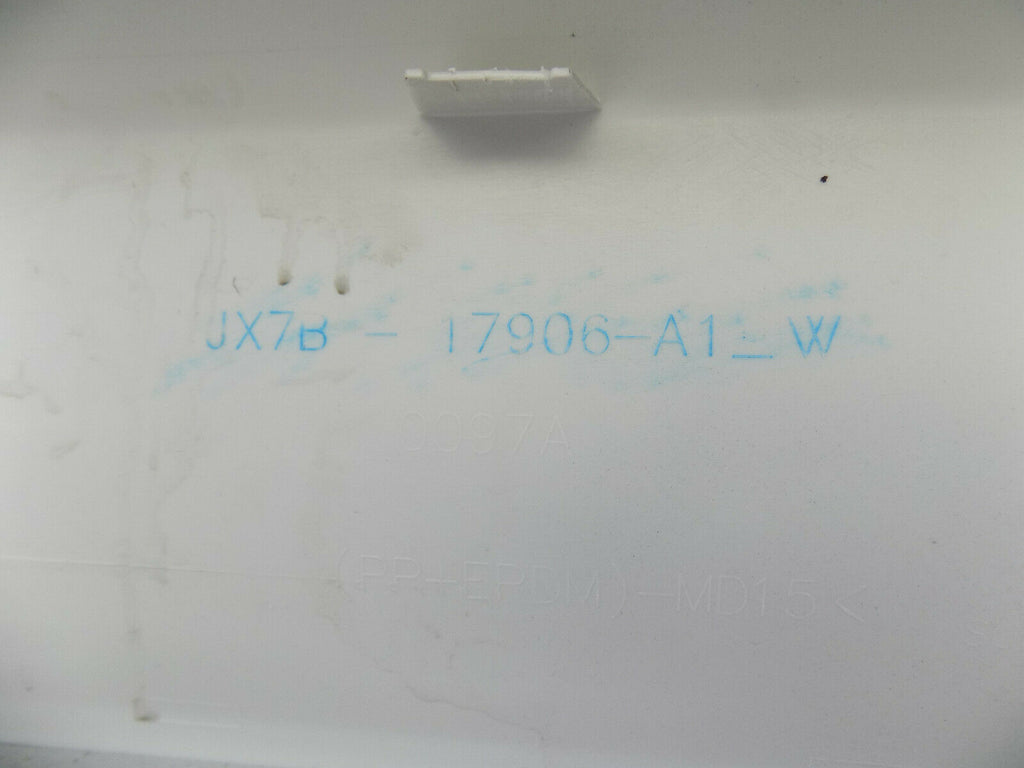 JX7B - 17906-A1_W
0097A
(PP+EPDM)-MD15<